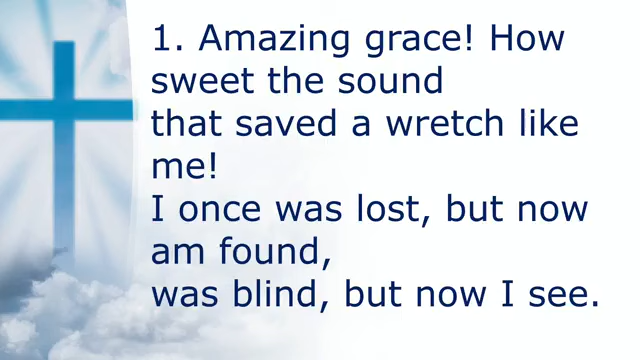 1. Amazing grace! How
sweet the sound
that saved a wretch like
me!
I once was lost, but now
am found,
was blind, but now I see.